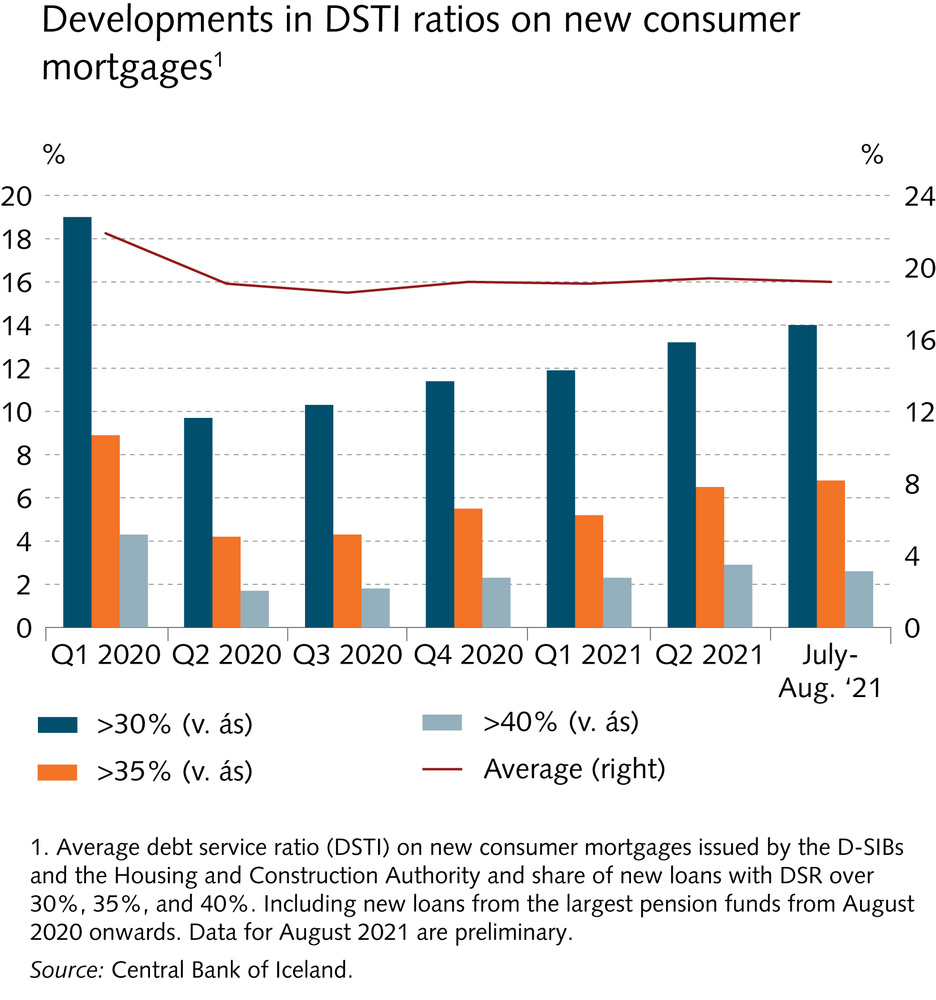 Developments in DSTI ratios on new consumer
mortgages¹
% %
20 24
18
16 20
14
12 16
10 12
8
6 8
4
2 4
0 0
Q1 2020 Q2 2020 Q3 2020 Q4 2020 Q1 2021 Q2 2021 July-
Aug. ‘21
>30% (v. ás) >40% (v. ás)
>35% (v. ás) Average (right)
1. Average debt service ratio (DSTI) on new consumer mortgages issued by the D-SIBs
and the Housing and Construction Authority and share of new loans with DSR over
30%, 35%, and 40%. Including new loans from the largest pension funds from August
2020 onwards. Data for August 2021 are preliminary.
Source: Central Bank of Iceland.